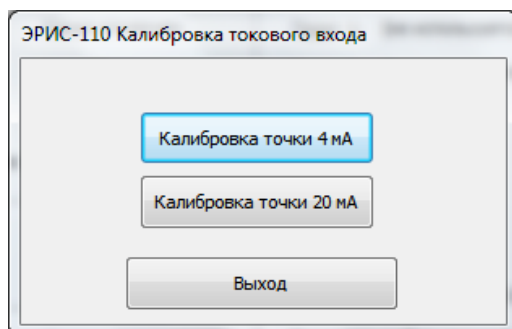 ЭРИС-110 Калибровка токового входа
Калибровка точки 4 мА
Калибровка точки 20 мА
Выход